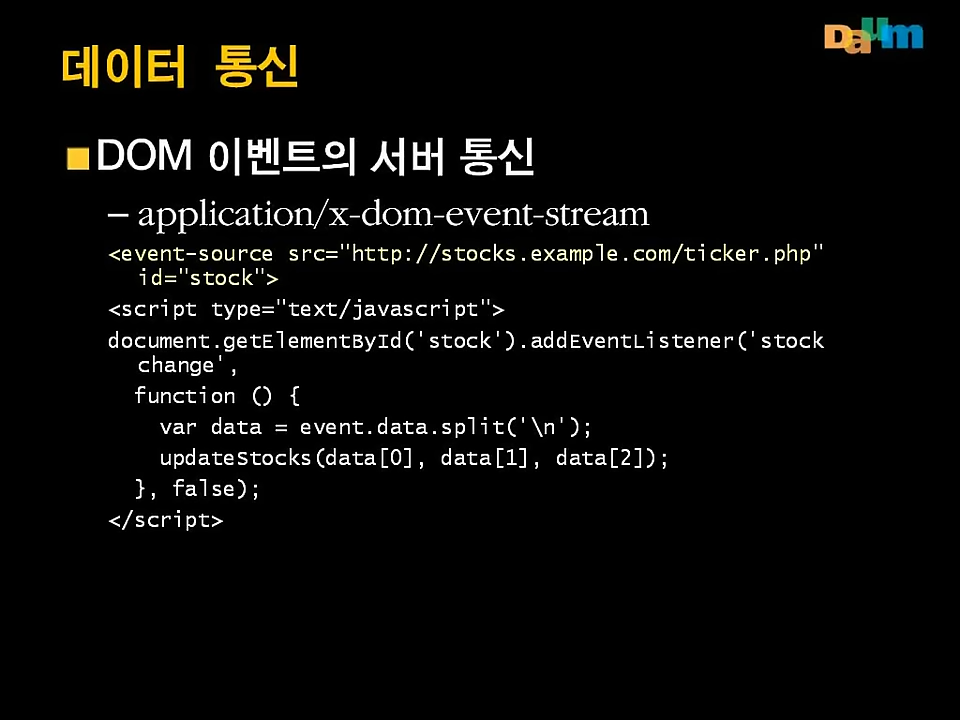 Daum
데이터 통신
DOM 이벤트의 서버 통신
– application/x-dom-event-stream
<event-source src="http://stocks.example.com/ticker.php"
id="stock">
<script type="text/javascript">
document.getElementById('stock').addEventListener('stock
change',
function () {
var data = event.data.split('\n');
updateStocks(data[0], data[1], data[2]);
}, false);
</script>